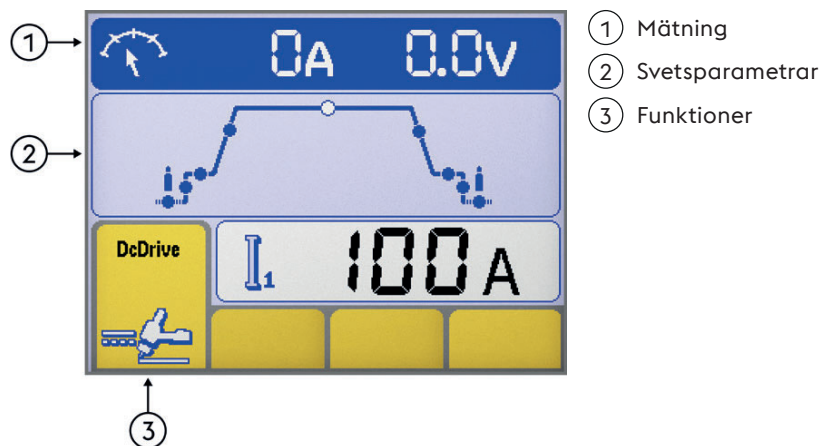 1 0A 0.0V
1 Mätning
2 Svetsparametrar
3 Funktioner
2
DcDrive
I1 100A
3